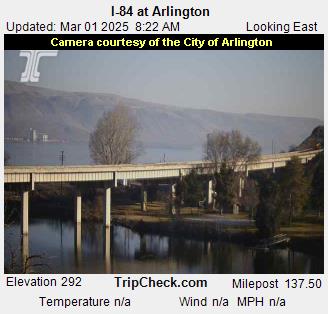 I-84 at Arlington
Updated: Mar 01 2025 8:22 AM Looking East
Camera courtesy of the City of Arlington
Elevation 292 TripCheck.com Milepost 137.50
Temperature n/a Wind n/a MPH n/a